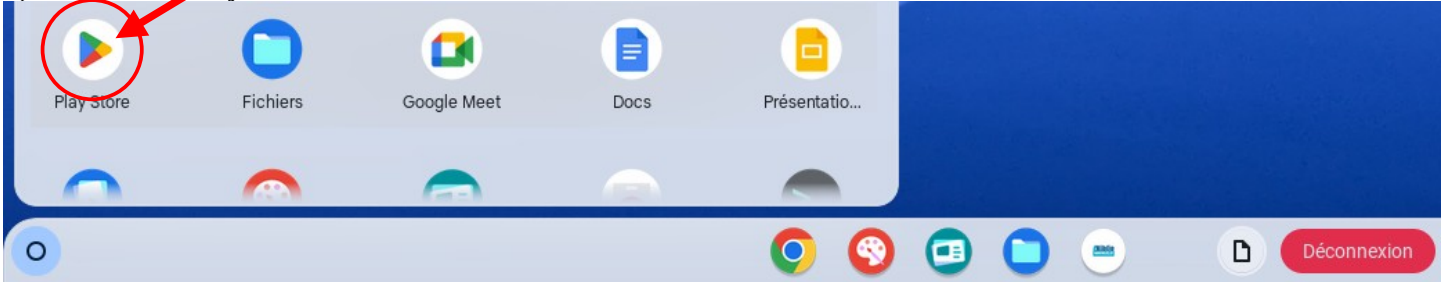 Play Store
Fichiers
Google Meet
Docs
Présentatio...
Déconnexion